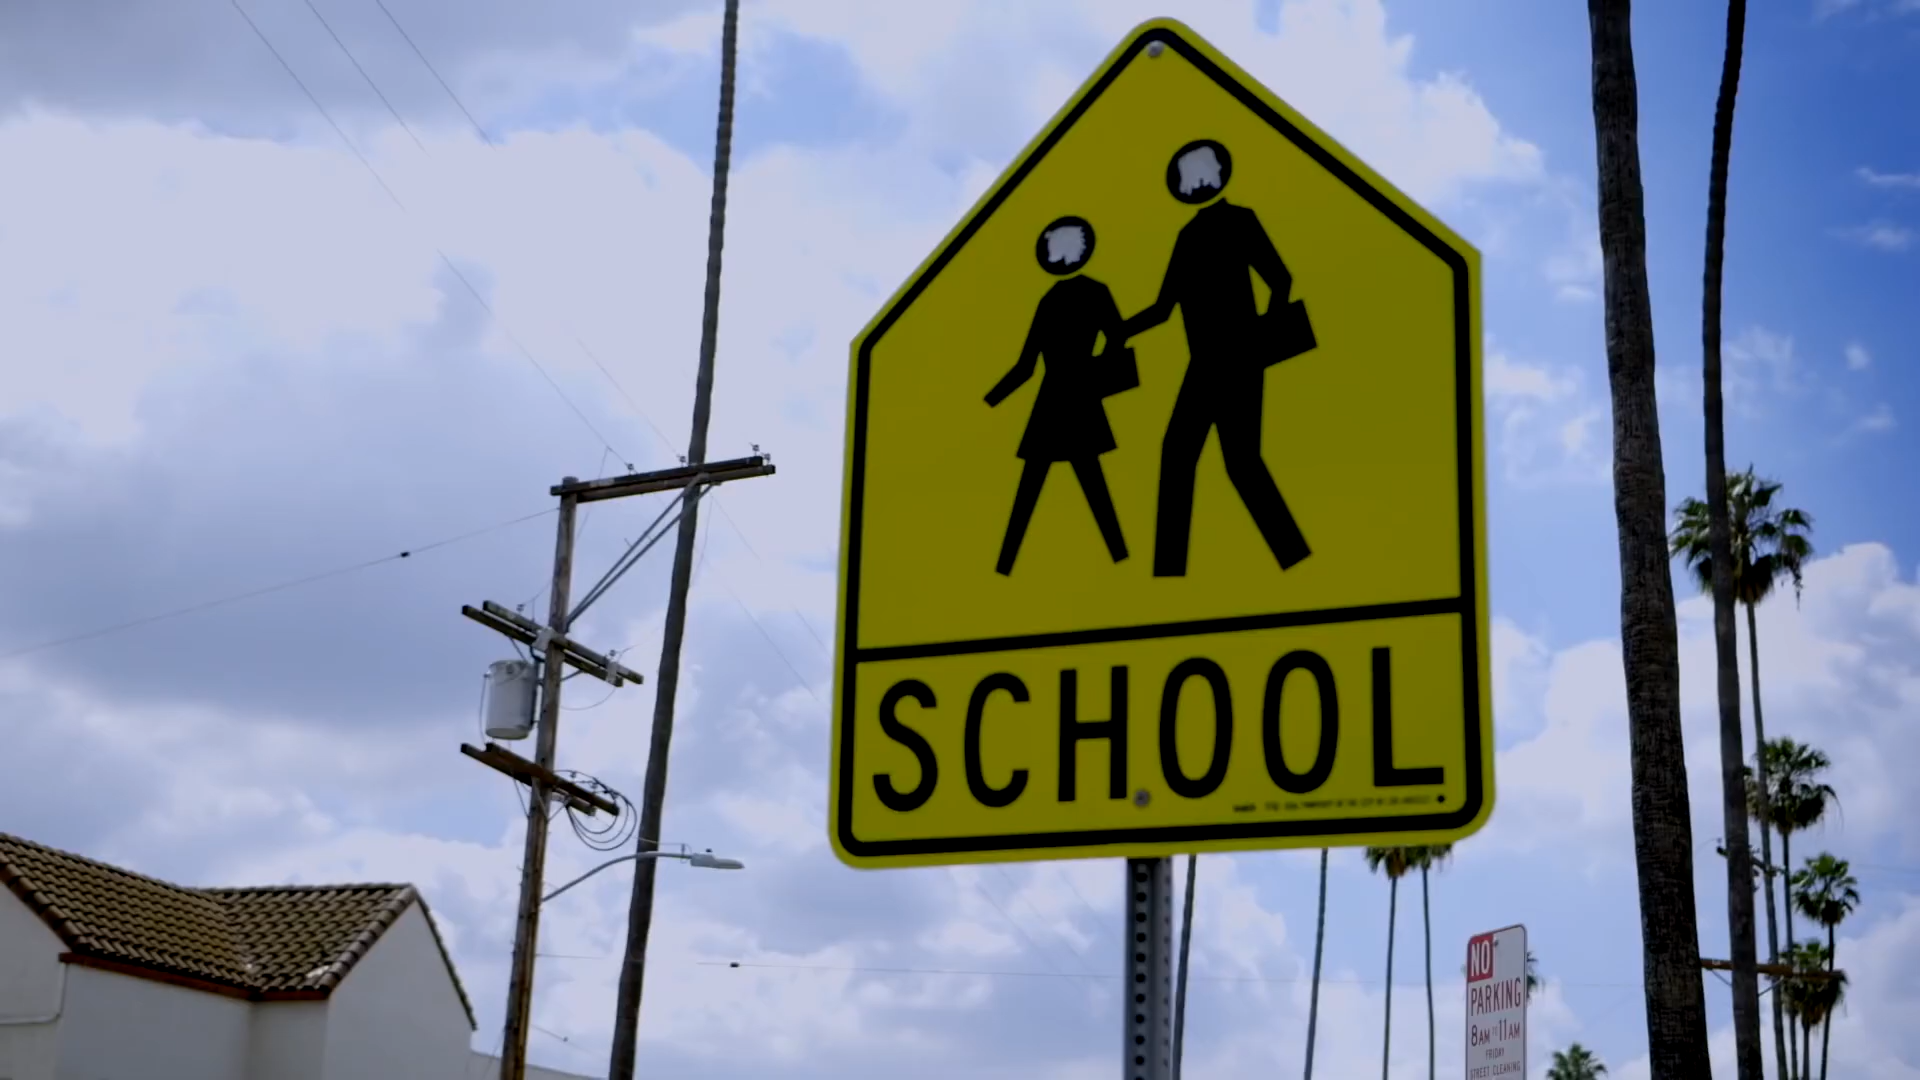 SCHOOL
NO
PARKING
8AM TO 11AM
FRIDAY
STREET CLEANING